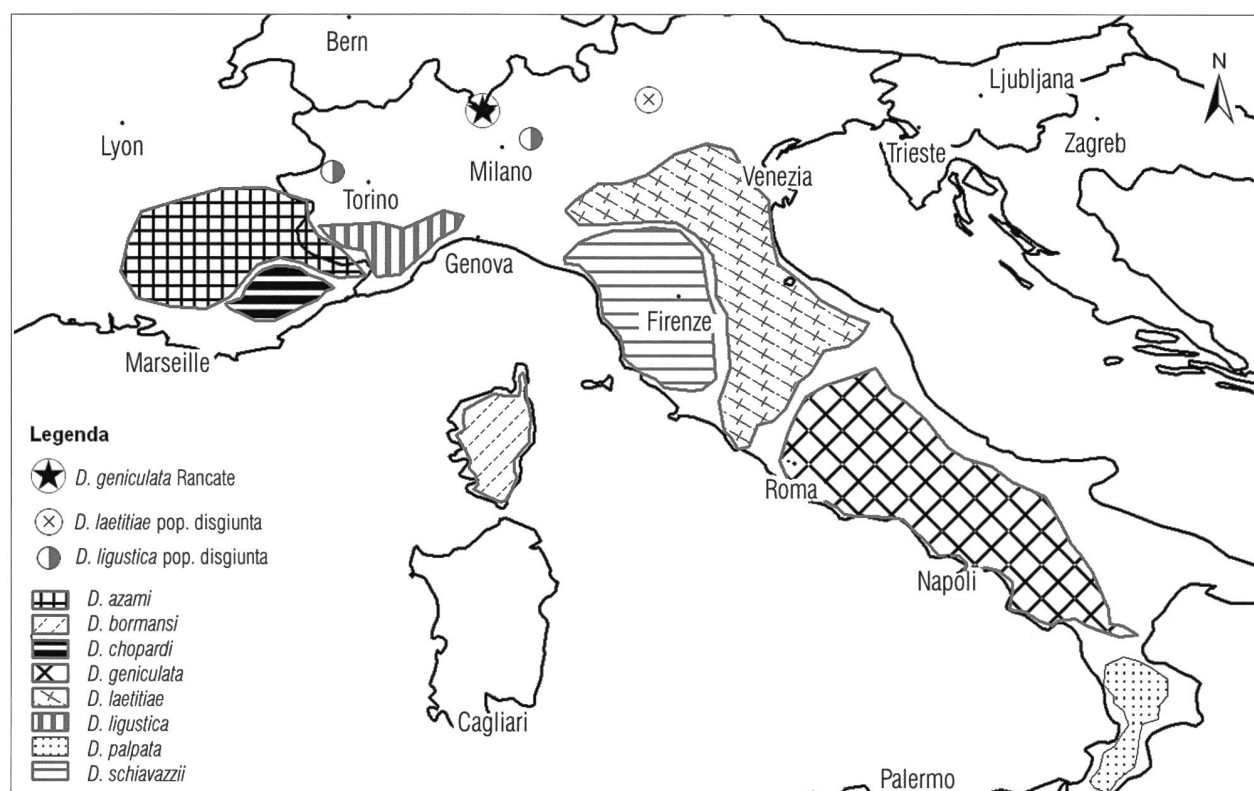 Bern
N
Ljubljana
Lyon
Zagreb
Trieste
Milano
Venezia
Torino
Genova
Firenze
Marseille
Legenda
D. geniculata Rancate
D. laetitiae pop. disgiunta
D. ligustica pop. disgiunta
D. azami
D. bormansi
D. chopardi
D. geniculata
D. laetitiae
D. ligustica
D. palpata
D. schiavazzii
Roma
Napoli
Cagliari
Palermo